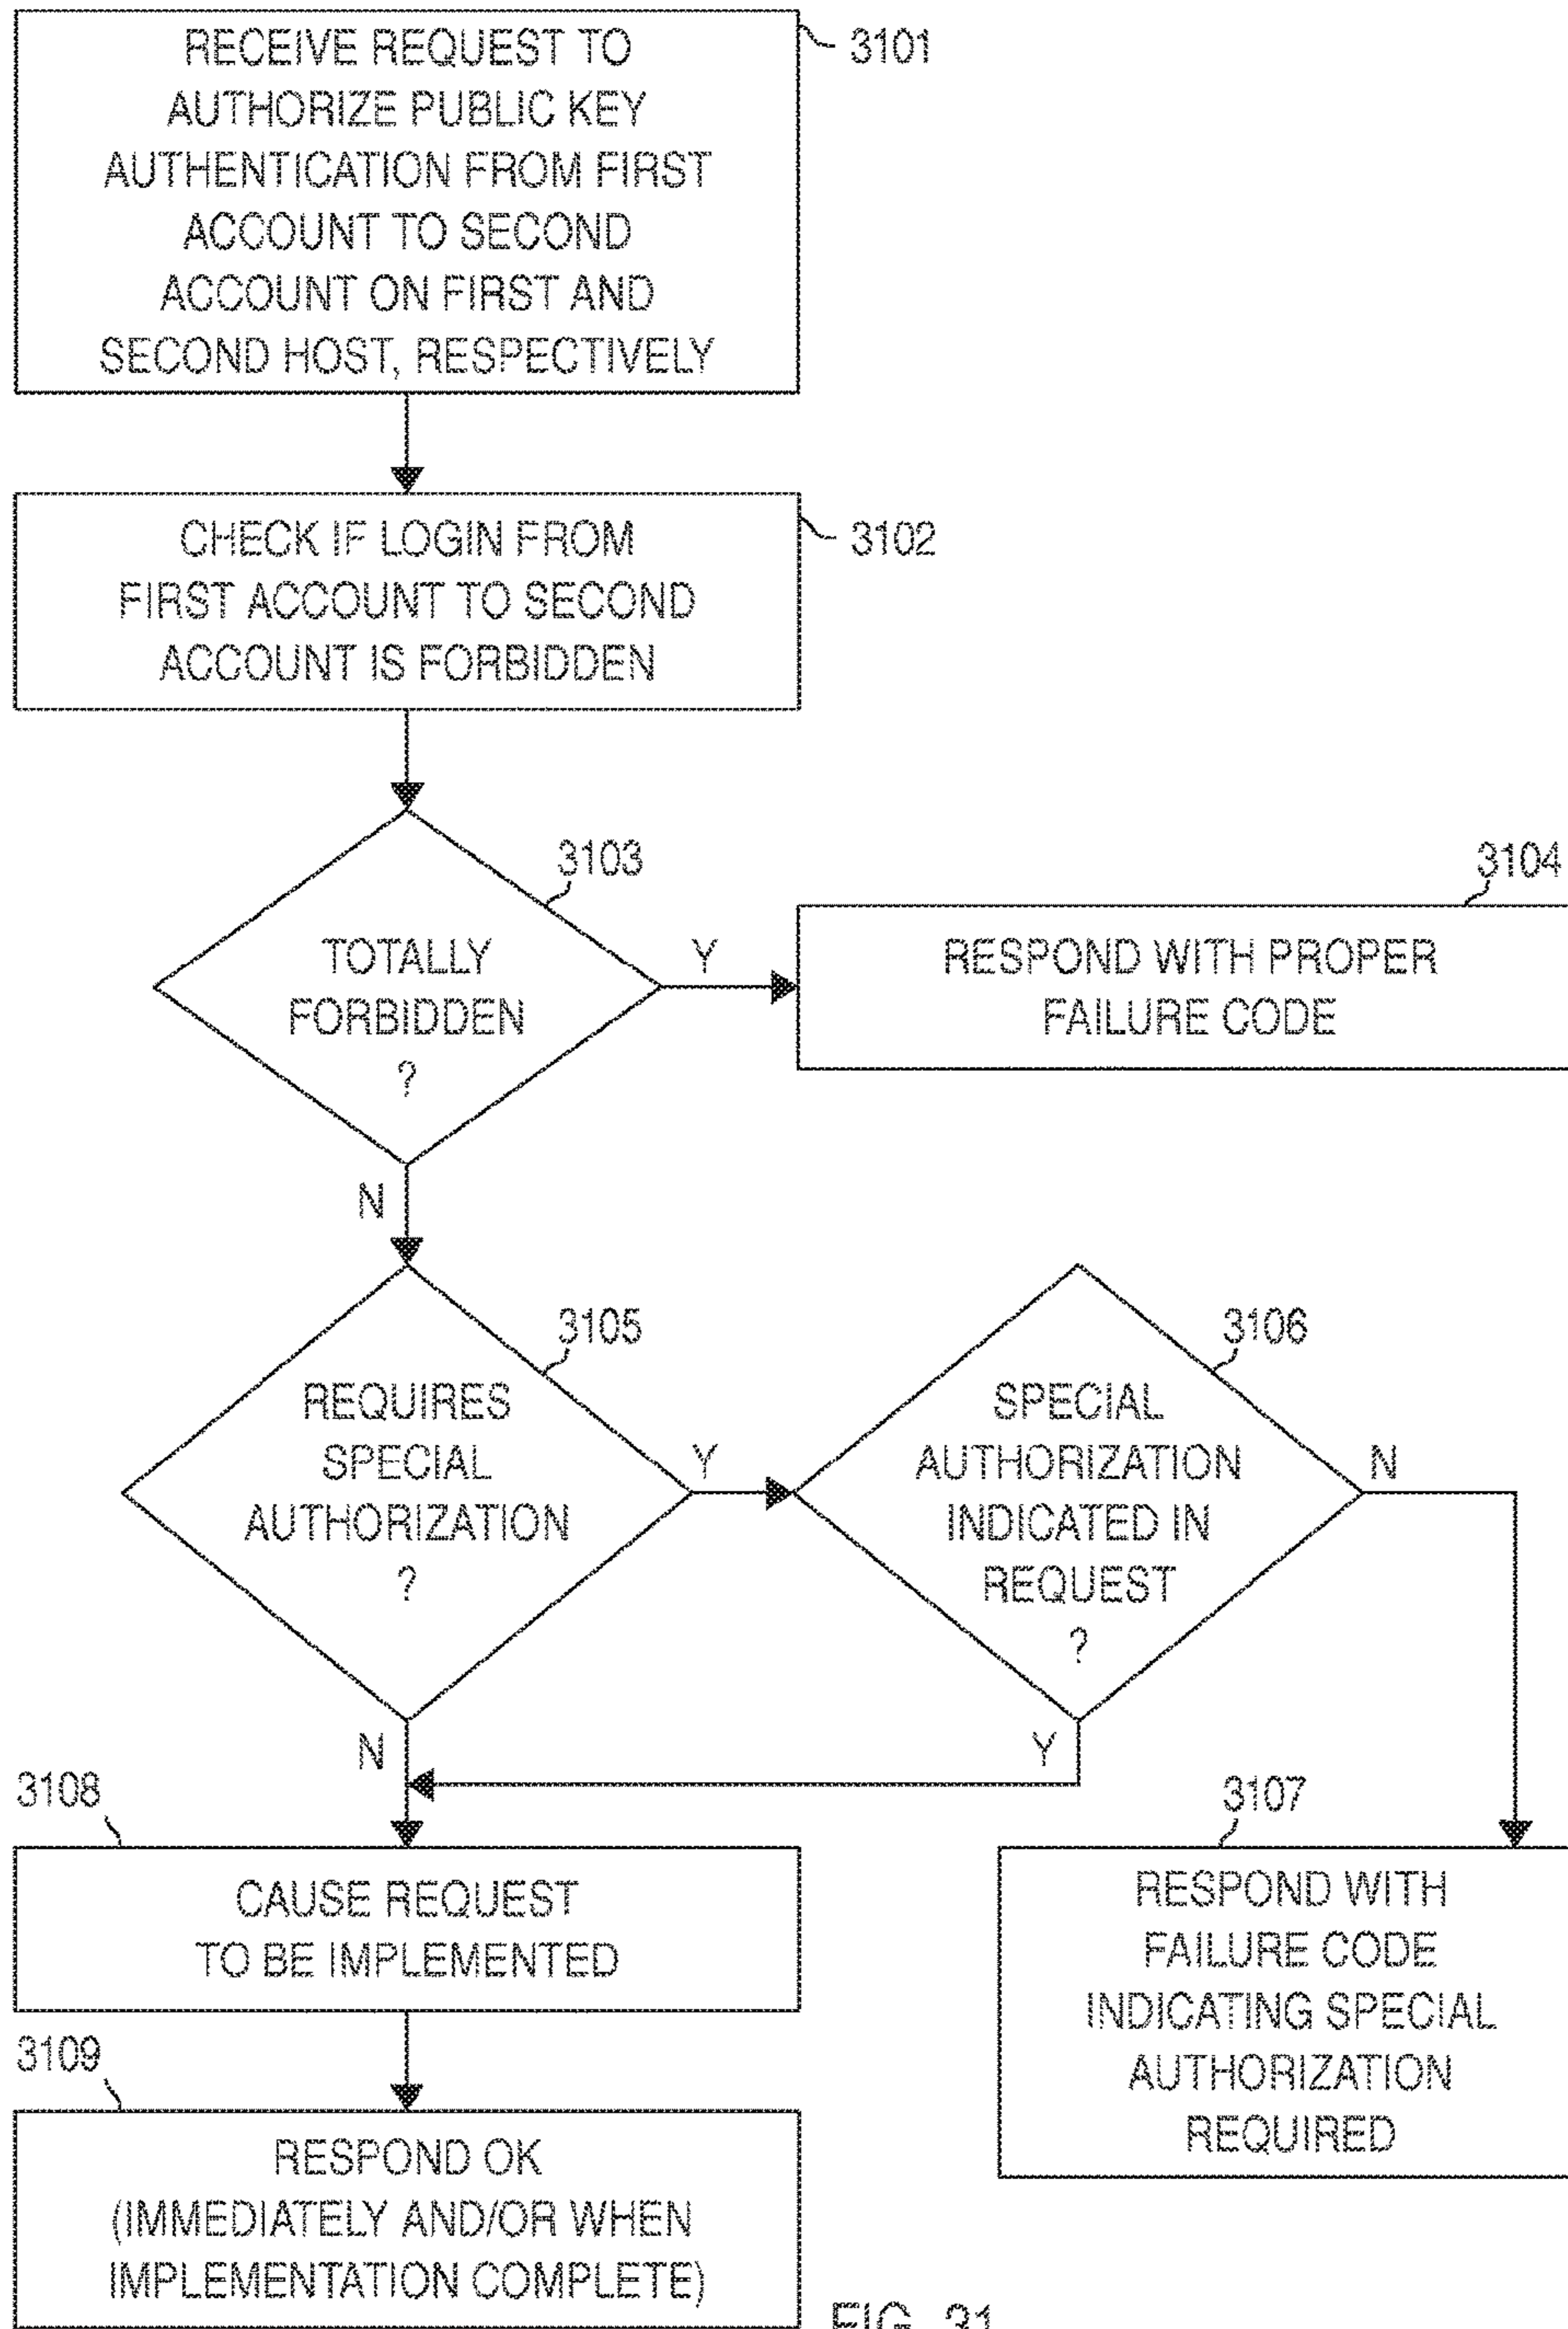 RECEIVE REQUEST TO
AUTHORIZE PUBLIC KEY
AUTHENTICATION FROM FIRST
ACCOUNT TO SECOND
ACCOUNT ON FIRST AND
SECOND HOST, RESPECTIVELY
3101
CHECK IF LOGIN FROM
FIRST ACCOUNT TO SECOND
ACCOUNT IS FORBIDDEN
3102
3103
TOTALLY
FORBIDDEN
?
Y
3104
RESPOND WITH PROPER
FAILURE CODE
N
3105
REQUIRES
SPECIAL
AUTHORIZATION
?
Y
3106
SPECIAL
AUTHORIZATION
INDICATED IN
REQUEST
?
N
N
Y
3108
CAUSE REQUEST
TO BE IMPLEMENTED
3107
RESPOND WITH
FAILURE CODE
INDICATING SPECIAL
AUTHORIZATION
REQUIRED
3109
RESPOND OK
(IMMEDIATELY AND/OR WHEN
IMPLEMENTATION COMPLETE)
FIG. 31